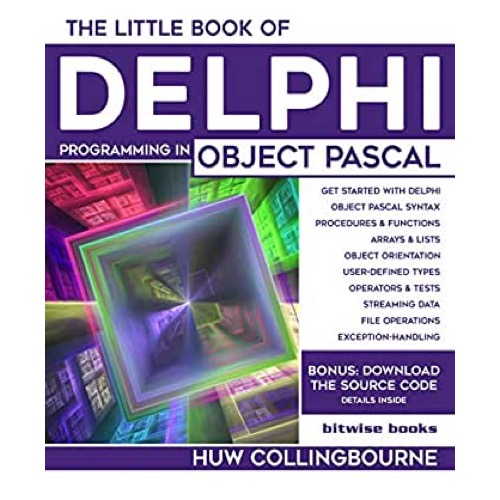 THE LITTLE BOOK OF
DELPHI
PROGRAMMING IN OBJECT PASCAL
GET STARTED WITH DELPHI
OBJECT PASCAL SYNTAX
PROCEDURES & FUNCTIONS
ARRAYS & LISTS
OBJECT ORIENTATION
USER-DEFINED TYPES
OPERATORS & TESTS
STREAMING DATA
FILE OPERATIONS
EXCEPTION-HANDLING
BONUS: DOWNLOAD
THE SOURCE CODE
DETAILS INSIDE
bitwise books
HUW COLLINGBOURNE